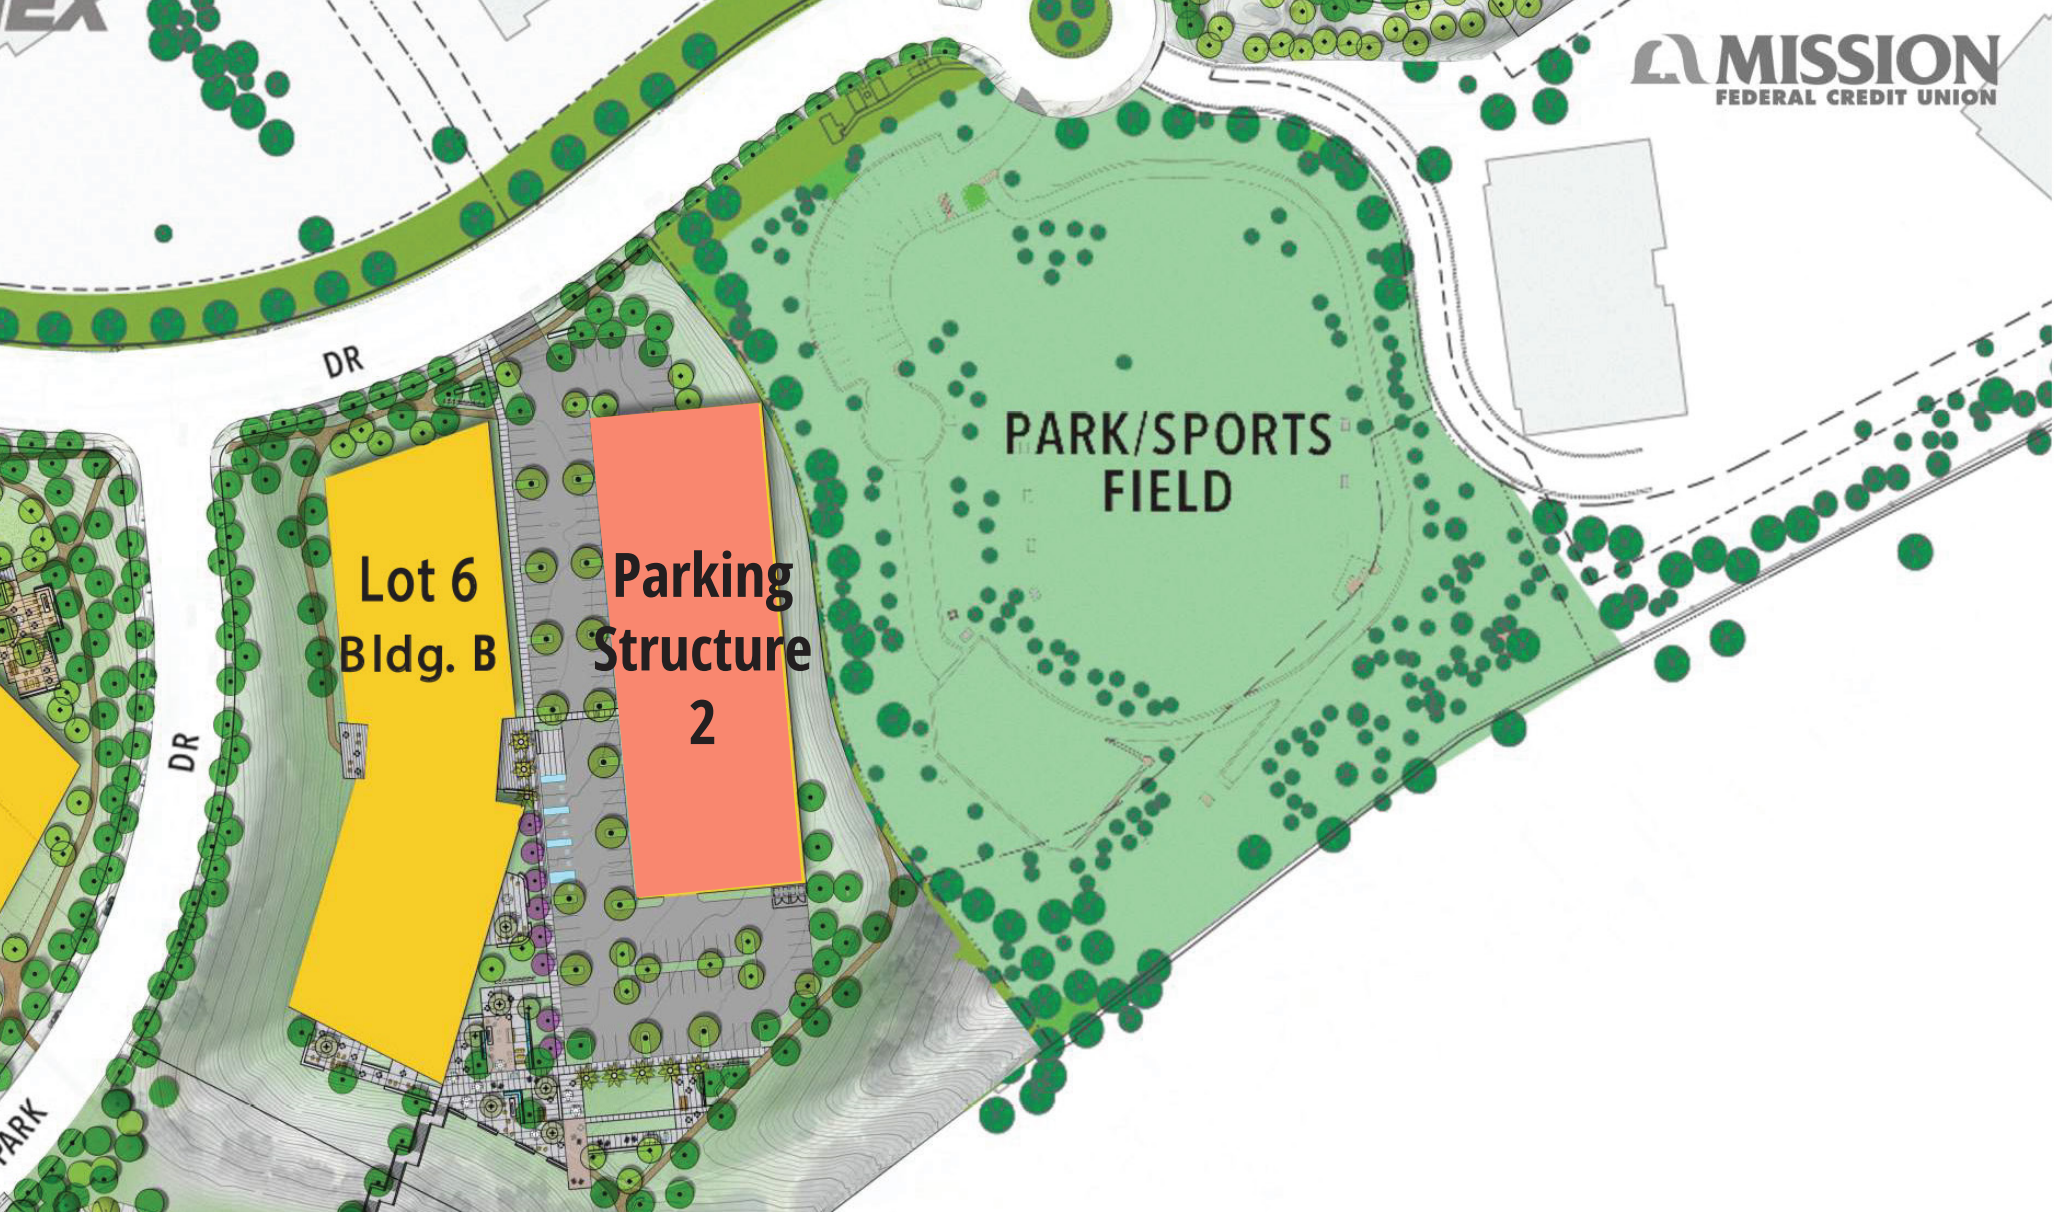 MISSION
FEDERAL CREDIT UNION
DR
PARK/SPORTS
FIELD
Lot 6
Bldg. B
Parking
Structure
2
DR
PARK